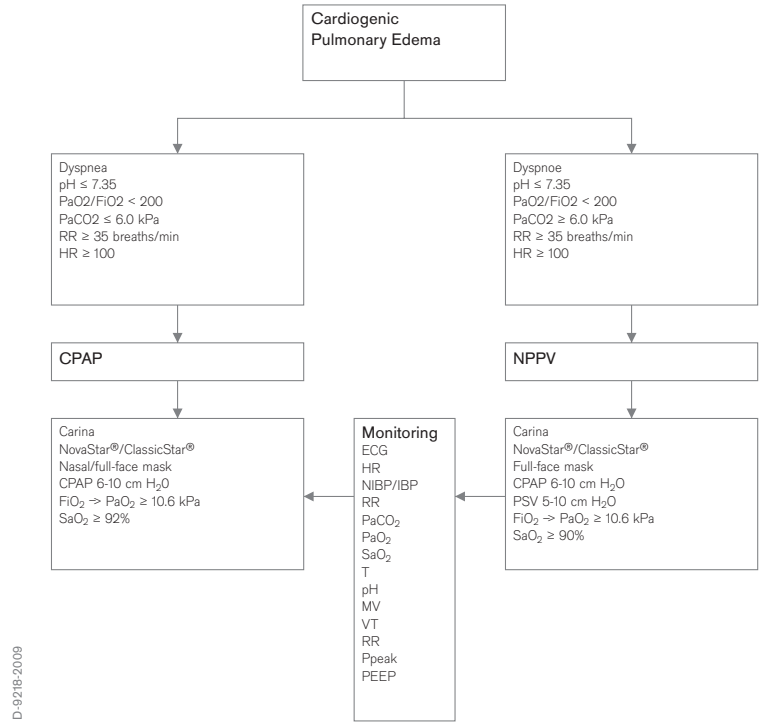 Cardiogenic
Pulmonary Edema
Dyspnea
pH ≤ 7.35
PaO2/FiO2 < 200
PaCO2 ≤ 6.0 kPa
RR ≥ 35 breaths/min
HR ≥ 100
Dyspnoe
pH ≤ 7.35
PaO2/FiO2 < 200
PaCO2 ≥ 6.0 kPa
RR ≥ 35 breaths/min
HR ≥ 100
CPAP
NPPV
Carina
NovaStar®/ClassicStar®
Nasal/full-face mask
CPAP 6-10 cm H₂O
FiO₂ -> PaO₂ ≥ 10.6 kPa
SaO₂ ≥ 92%
Monitoring
ECG
HR
NIBP/IBP
RR
PaCO₂
PaO₂
SaO₂
T
pH
MV
VT
RR
Ppeak
PEEP
Carina
NovaStar®/ClassicStar®
Full-face mask
CPAP 6-10 cm H₂O
PSV 5-10 cm H₂O
FiO₂ -> PaO₂ ≥ 10.6 kPa
SaO₂ ≥ 90%
D-9218-2009